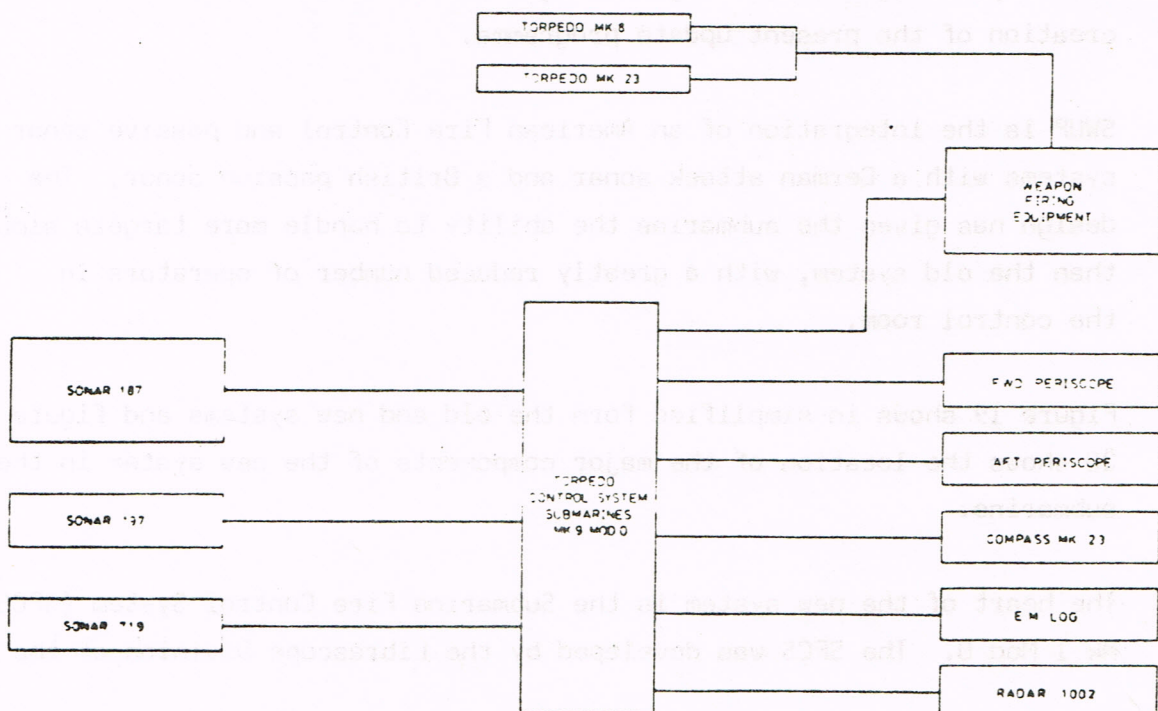 TORPEDO MK.8
creation of the present update programme.
TORPEDO MK 23
SWUP is the integration of an American Fire Control and passive sonar
systems with a German attack sonar and a British passive sonar. The
design has given the submarine the ability to handle more targets
than the old system, with a greatly reduced number of operators in
the control room.
WEAPON
FIRING
EQUIPMENT
SONAR 187
SONAR 197
SONAR 719
TORPEDO
CONTROL SYSTEM
SUBMARINES
MK 9 MOD 0
FWD PERISCOPE
AFT PERISCOPE
COMPASS MK 23
E M LOG
RADAR 1002
Figure 19 shows in simplified form the old and new systems and Figure
the location of the major components of the new system in the
submarine.
The heart of the new system is the Submarine Fire Control System
Mk 1 Mod 0. The SFCS was developed by the Librascope